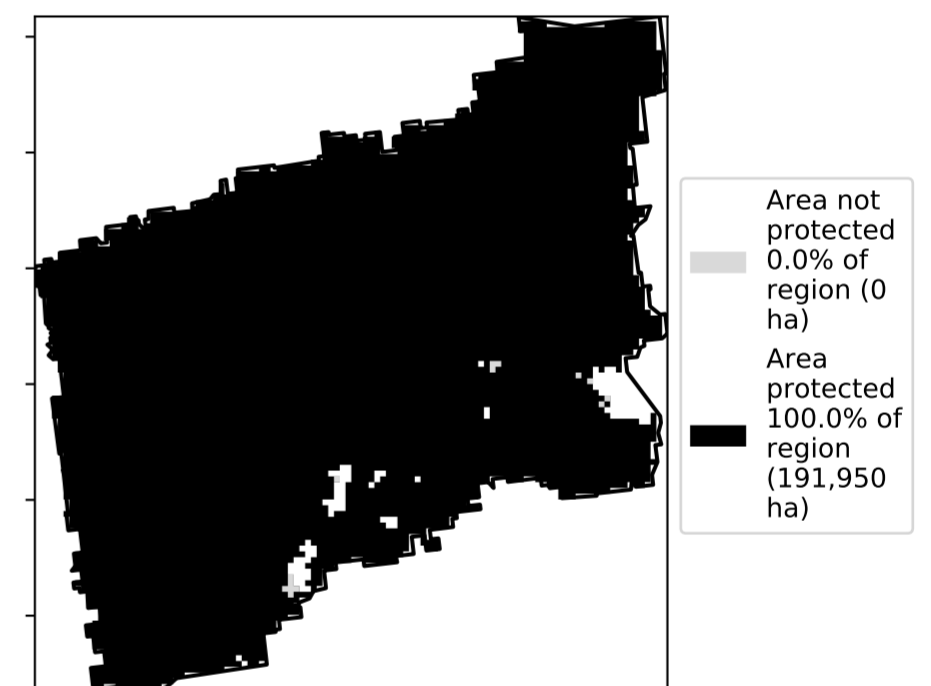 Area not
protected
0.0% of
region (0
ha)
Area
protected
100.0% of
region
(191,950
ha)